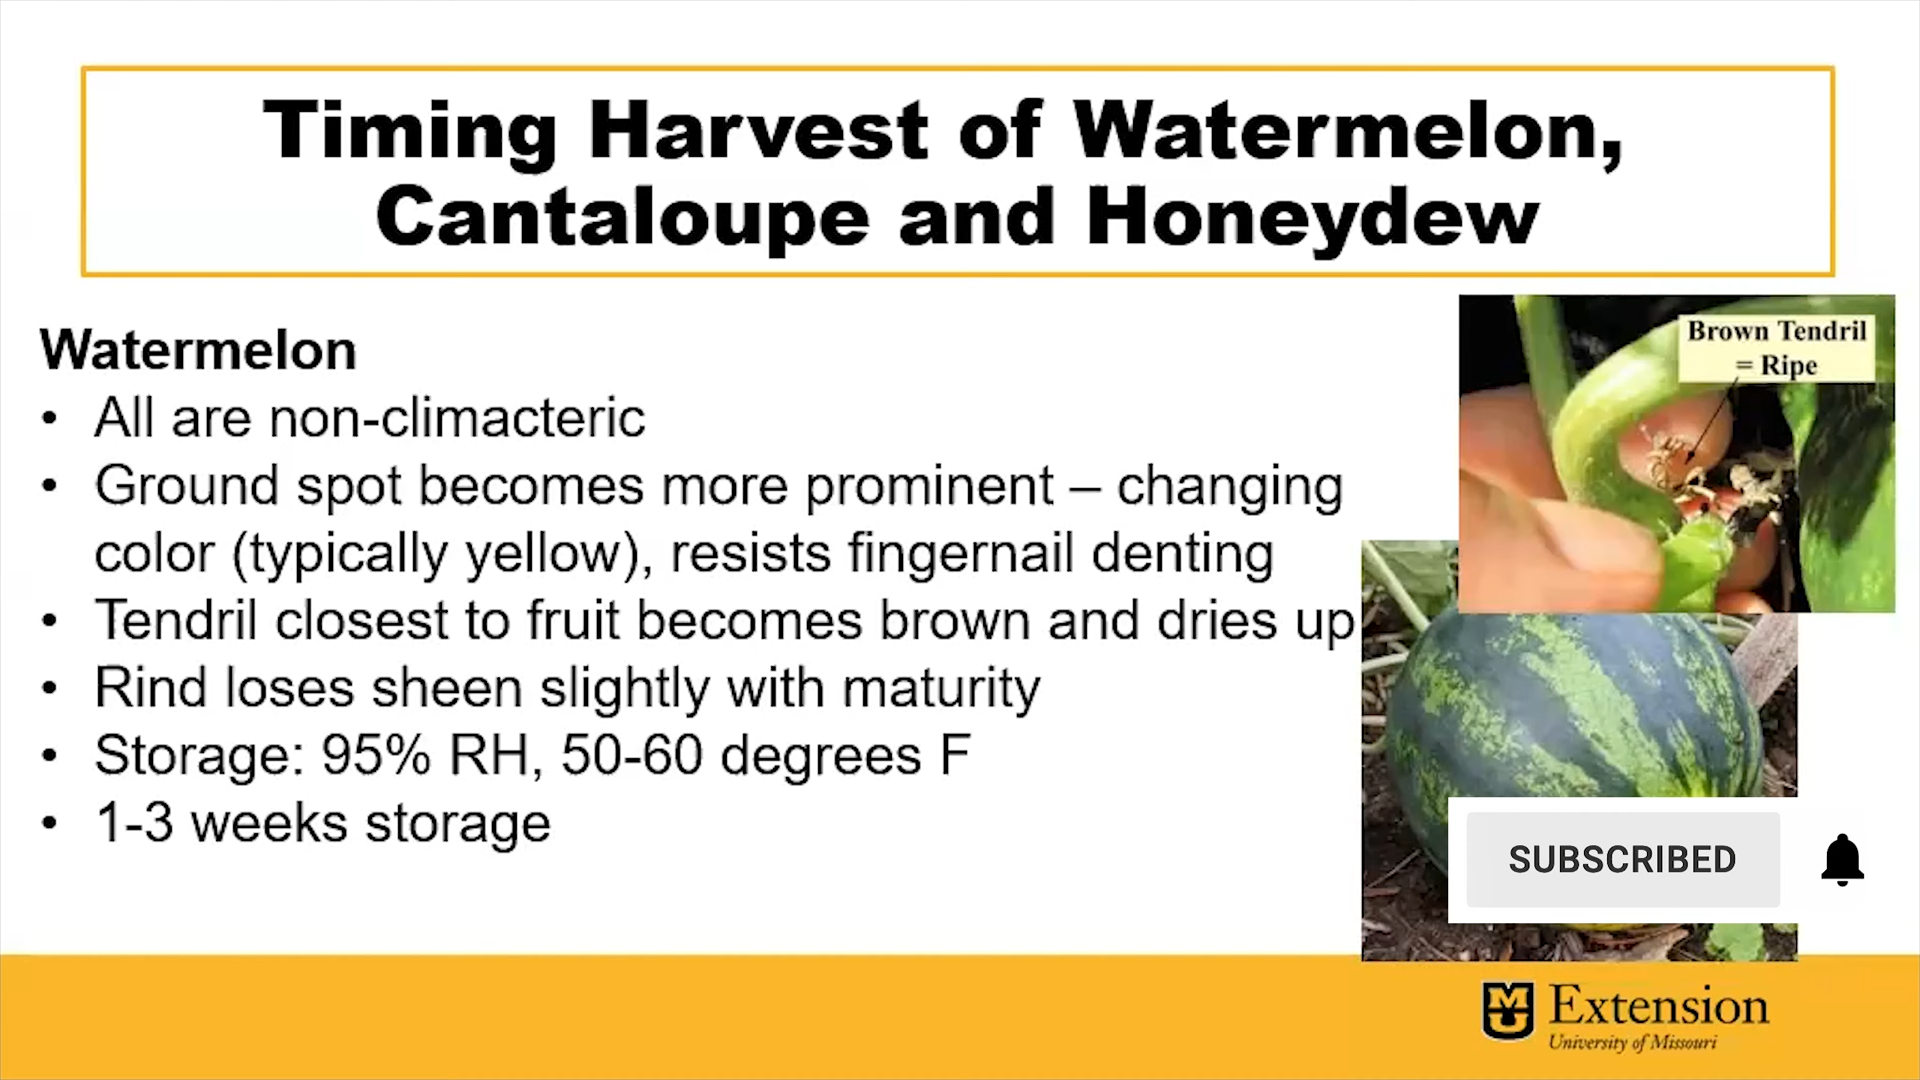 Timing Harvest of Watermelon,
Cantaloupe and Honeydew
Watermelon
• All are non-climacteric
• Ground spot becomes more prominent – changing
color (typically yellow), resists fingernail denting
• Tendril closest to fruit becomes brown and dries up
• Rind loses sheen slightly with maturity
• Storage: 95% RH, 50-60 degrees F
• 1-3 weeks storage
Brown Tendril
= Ripe
SUBSCRIBED
MU
Extension
University of Missouri